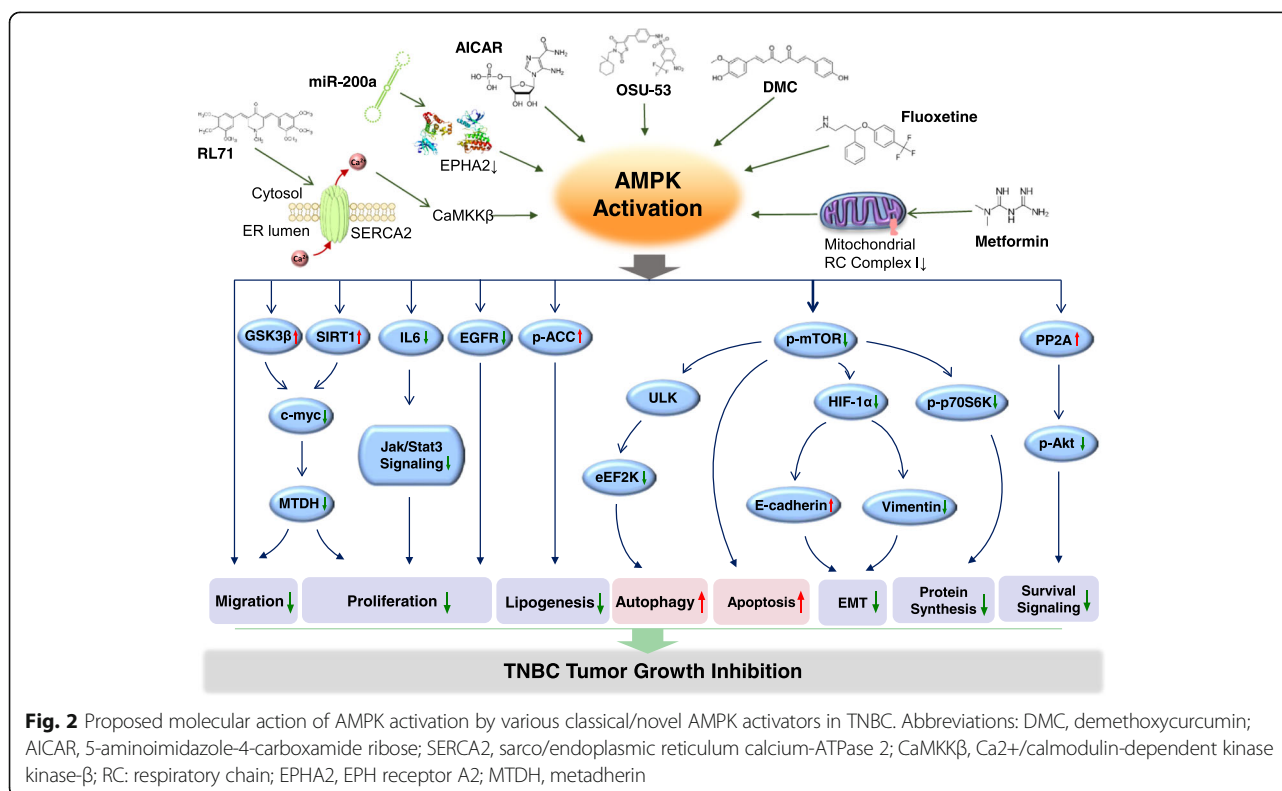 AICAR
OSU-53
DMC
miR-200a
Fluoxetine
RL71
EPHA2↓
AMPK
Activation
Ca²⁺
Cytosol
ER lumen
SERCA2
CaMKKβ
Ca²⁺
Mitochondrial
RC Complex I↓
Metformin
GSK3β↑
SIRT1↑
IL6↓
EGFR↓
p-ACC↑
p-mTOR↓
PP2A↑
c-myc↓
ULK
HIF-1α↓
p-p70S6K↓
Jak/Stat3
Signaling↓
p-Akt↓
eEF2K↓
MTDH↓
E-cadherin↑
Vimentin↓
Migration↓
Proliferation↓
Lipogenesis↓
Autophagy↑
Apoptosis↑
EMT↓
Protein
Synthesis↓
Survival
Signaling↓
TNBC Tumor Growth Inhibition
Fig. 2 Proposed molecular action of AMPK activation by various classical/novel AMPK activators in TNBC. Abbreviations: DMC, demethoxycurcumin;
AICAR, 5-aminoimidazole-4-carboxamide ribose; SERCA2, sarco/endoplasmic reticulum calcium-ATPase 2; CaMKKβ, Ca2+/calmodulin-dependent kinase
kinase-β; RC: respiratory chain; EPHA2, EPH receptor A2; MTDH, metadherin